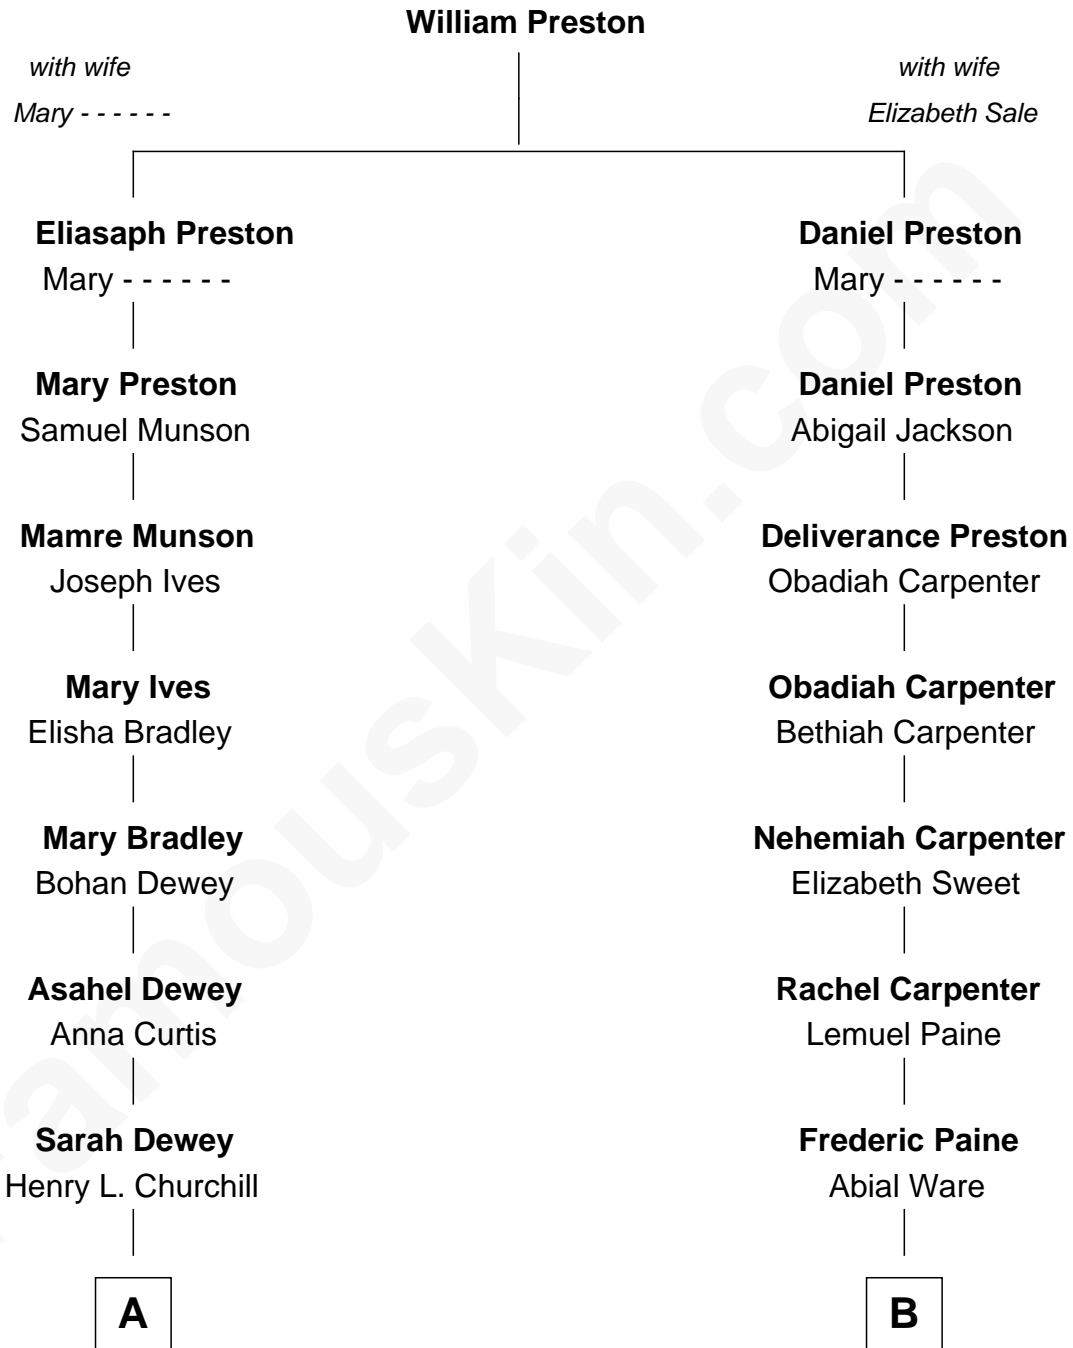 William Preston
with wife
with wife
Mary - - - - - -
Elizabeth Sale
Eliasaph Preston
Daniel Preston
Mary - - - - - -
Mary - - - - - -
Mary Preston
Daniel Preston
Samuel Munson
Abigail Jackson
Mamre Munson
Deliverance Preston
Joseph Ives
Obadiah Carpenter
Mary Ives
Obadiah Carpenter
Elisha Bradley
Bethiah Carpenter
Mary Bradley
Nehemiah Carpenter
Bohan Dewey
Elizabeth Sweet
Asahel Dewey
Rachel Carpenter
Anna Curtis
Lemuel Paine
Sarah Dewey
Frederic Paine
Henry L. Churchill
Abial Ware
A
B
FamousKin.com